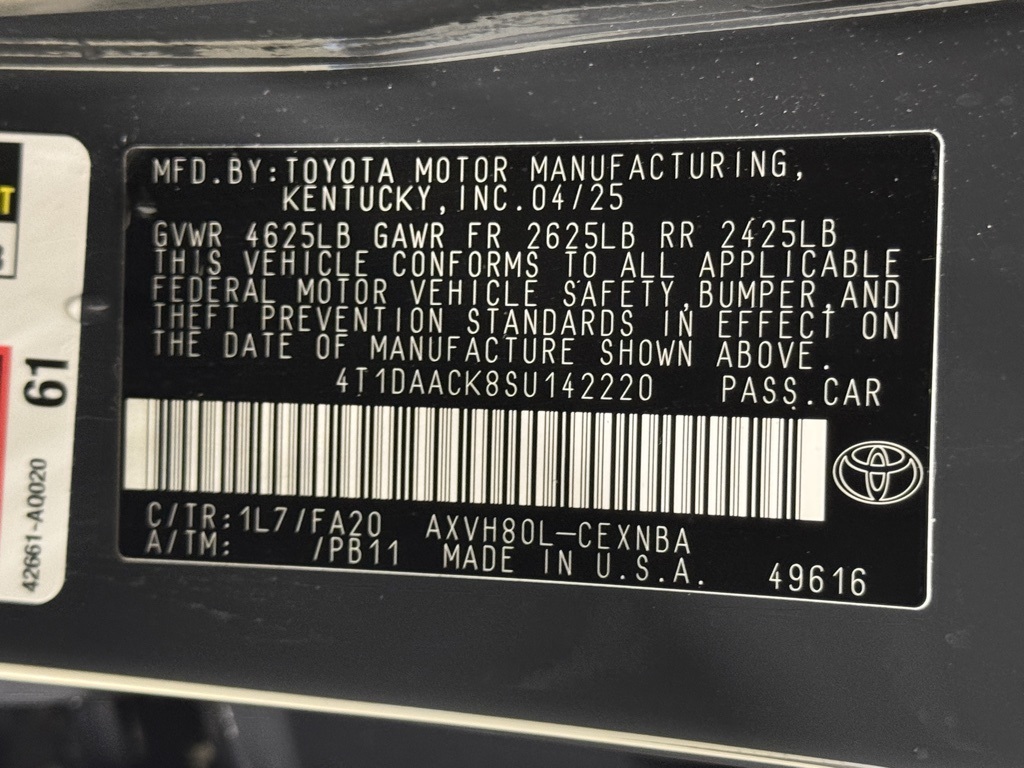 MFD.BY:TOYOTA MOTOR MANUFACTURING,
KENTUCKY,INC.04/25
GVWR 4625LB GAWR FR 2625LB RR 2425LB
THIS VEHICLE CONFORMS TO ALL APPLICABLE
FEDERAL MOTOR VEHICLE SAFETY,BUMPER,AND
THEFT PREVENTION STANDARDS IN EFFECT ON
THE DATE OF MANUFACTURE SHOWN ABOVE.
4T1DAACK8SU142220 PASS.CAR
C/TR:1L7/FA20 AXVH80L-CEXNBA
A/TM: /PB11 MADE IN U.S.A. 49616
61
42661-A0020